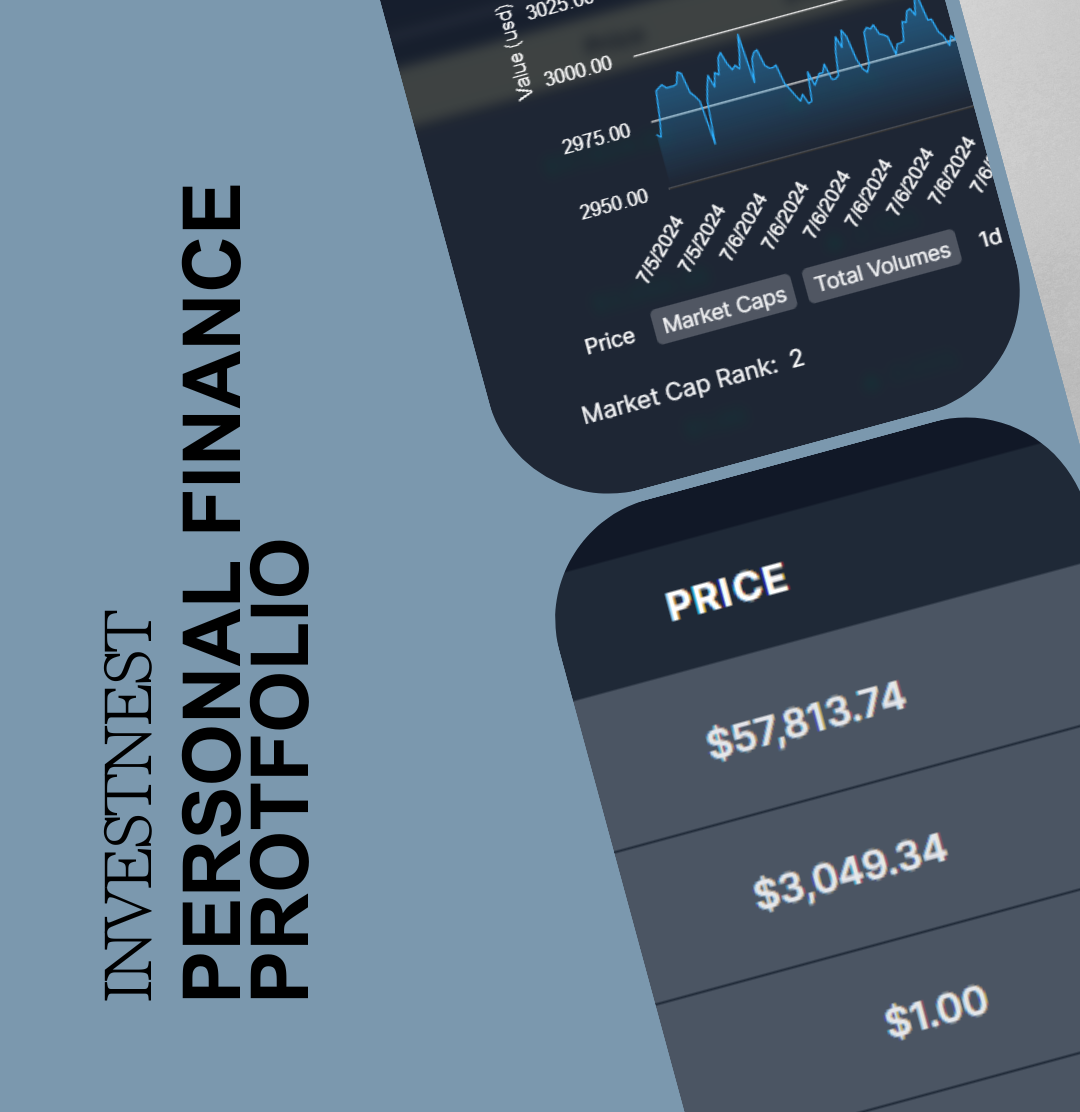 INVESTNEST
PERSONAL FINANCE
PROTFOLIO
Value (usd)
3025.00
3000.00
2975.00
2950.00
7/5/2024
7/5/2024
7/6/2024
7/6/2024
7/6/2024
7/6/2024
7/6/2024
7/6/2024
7/6/
Price
Market Caps
Total Volumes
1d
Market Cap Rank: 2
PRICE
$57,813.74
$3,049.34
$1.00